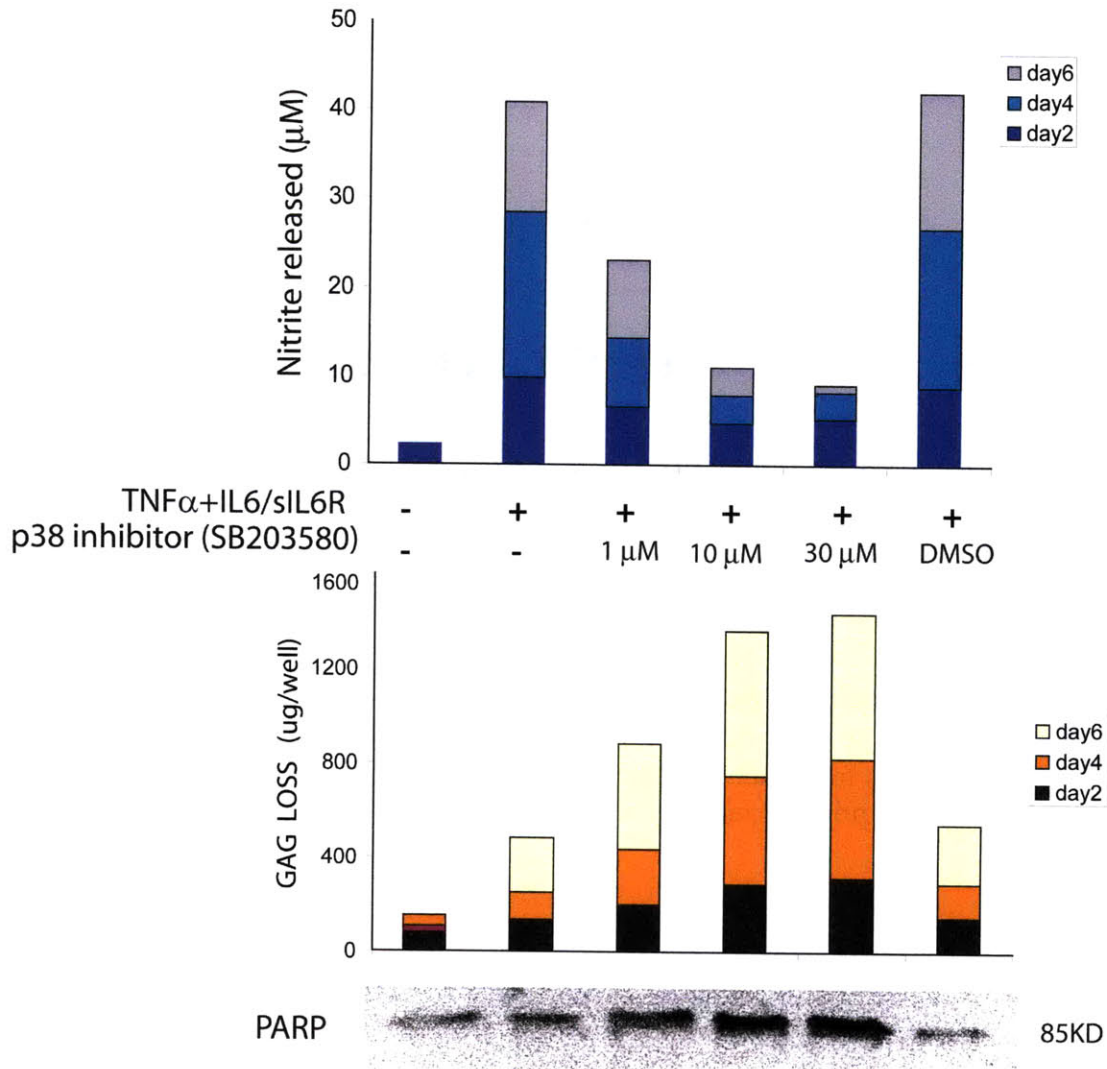 50
40
30
20
10
0
Nitrite released (μM)
day6
day4
day2
TNFα+IL6/sIL6R - + + + + +
p38 inhibitor (SB203580) - - 1 μM 10 μM 30 μM DMSO
1600
1200
800
400
0
GAG LOSS (ug/well)
day6
day4
day2
PARP 85KD